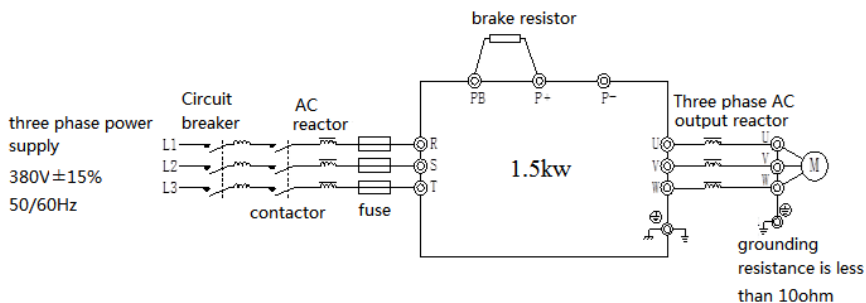 brake resistor
PB
P+
P-
Circuit
breaker
AC
reactor
Three phase AC
output reactor
three phase power
supply
380V±15%
50/60Hz
L1
L2
L3
R
S
T
1.5kw
U
V
W
U
V
W
M
contactor
fuse
grounding
resistance is less
than 10ohm